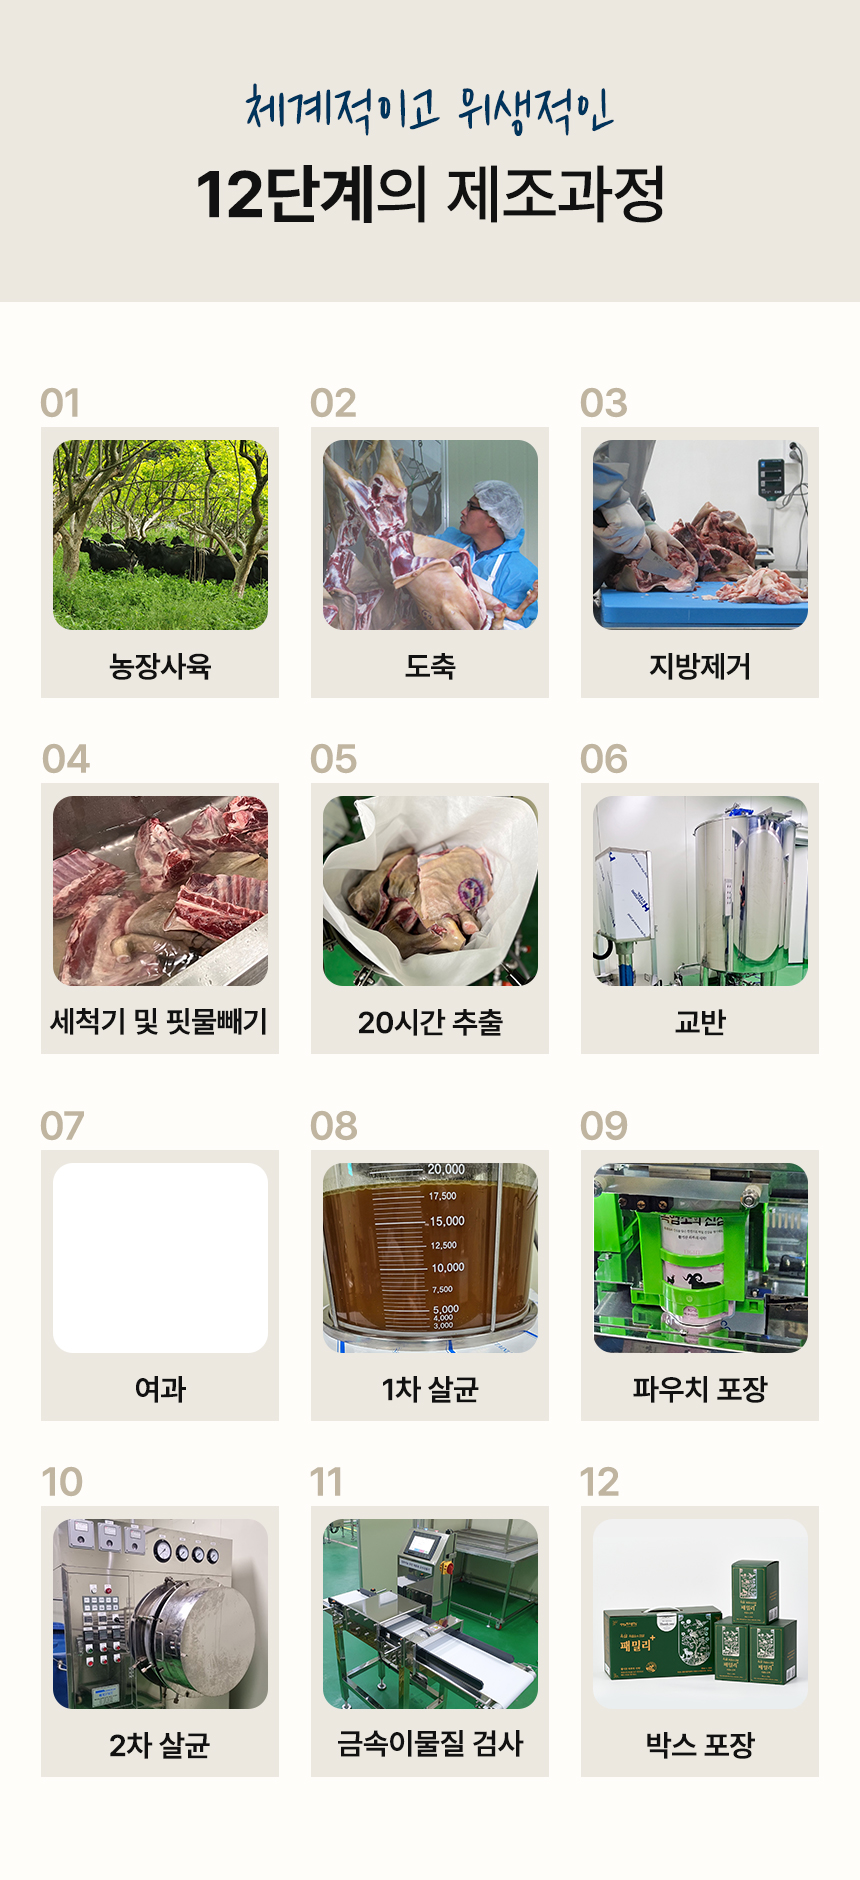 체계적이고 위생적인
12단계의 제조과정
01
02
03
농장사육
도축
지방제거
04
05
06
세척기 및 핏물빼기
20시간 추출
교반
07
08
09
20,000
17,500
15,000
12,500
10,000
7,500
5,000
4,000
3,000
여과
1차 살균
파우치 포장
10
11
12
패밀리+
2차 살균
금속이물질 검사
박스 포장